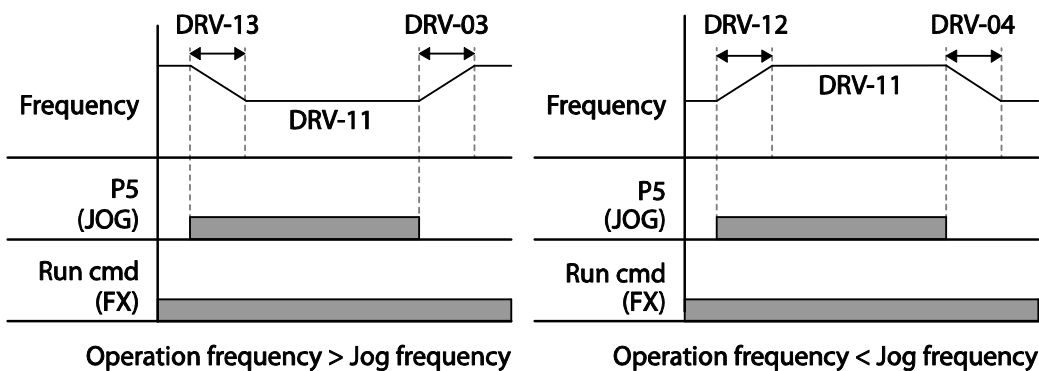 DRV-13
DRV-03
Frequency
DRV-11
P5
(JOG)
Run cmd
(FX)
Operation frequency > Jog frequency
DRV-12
DRV-04
Frequency
DRV-11
P5
(JOG)
Run cmd
(FX)
Operation frequency < Jog frequency